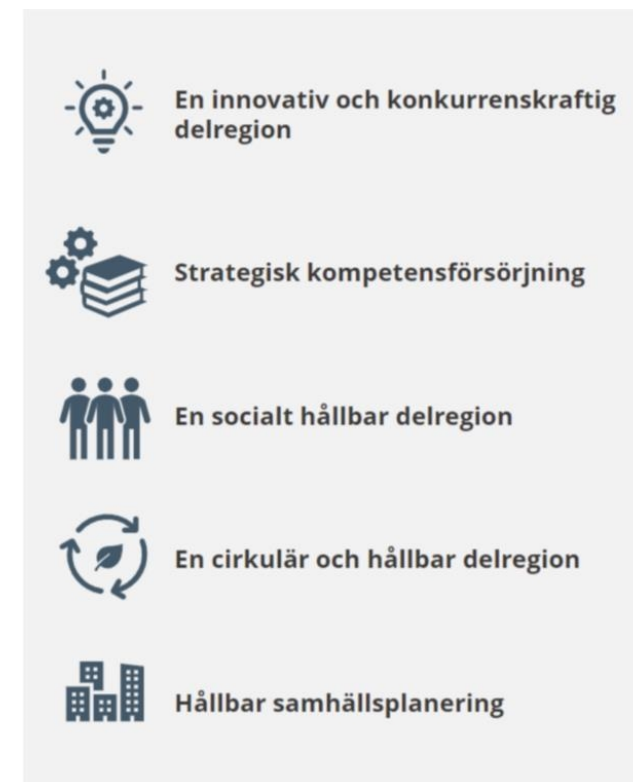 En innovativ och konkurrenskraftig
delregion
Strategisk kompetensförsörjning
En socialt hållbar delregion
En cirkulär och hållbar delregion
Hållbar samhällsplanering